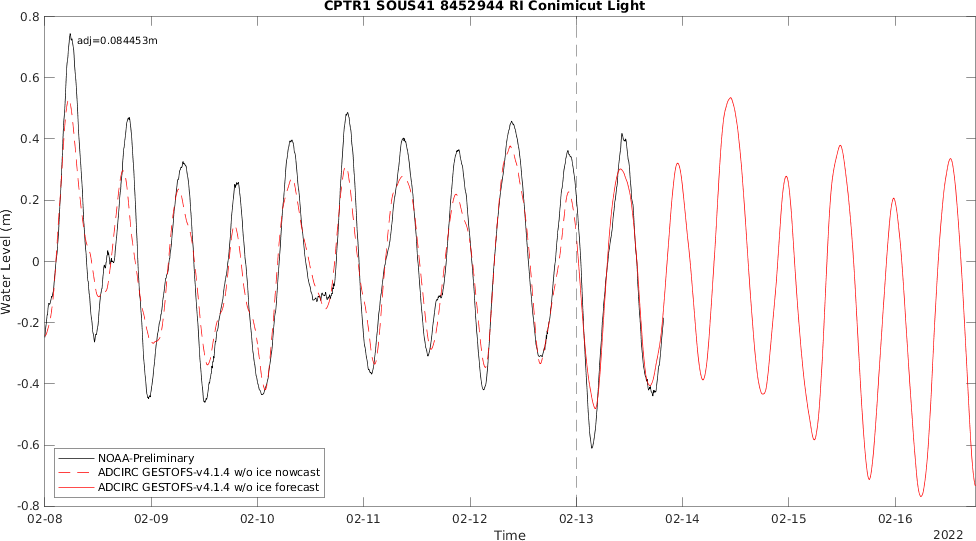 CPTR1 SOUS41 8452944 RI Conimicut Light
adj=0.084453m
0.8
0.6
0.4
0.2
0
-0.2
-0.4
-0.6
-0.8
Water Level (m)
NOAA-Preliminary
ADCIRC GESTOFS-v4.1.4 w/o ice nowcast
ADCIRC GESTOFS-v4.1.4 w/o ice forecast
02-08 02-09 02-10 02-11 02-12 02-13 02-14 02-15 02-16
Time
2022